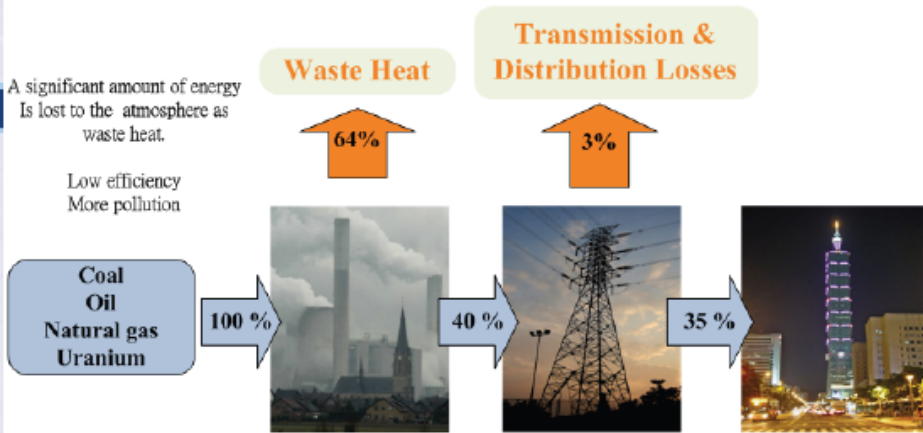 A significant amount of energy
Is lost to the atmosphere as
waste heat.
Low efficiency
More pollution
Waste Heat
Transmission &
Distribution Losses
64%
3%
Coal
Oil
Natural gas
Uranium
100 %
40 %
35 %